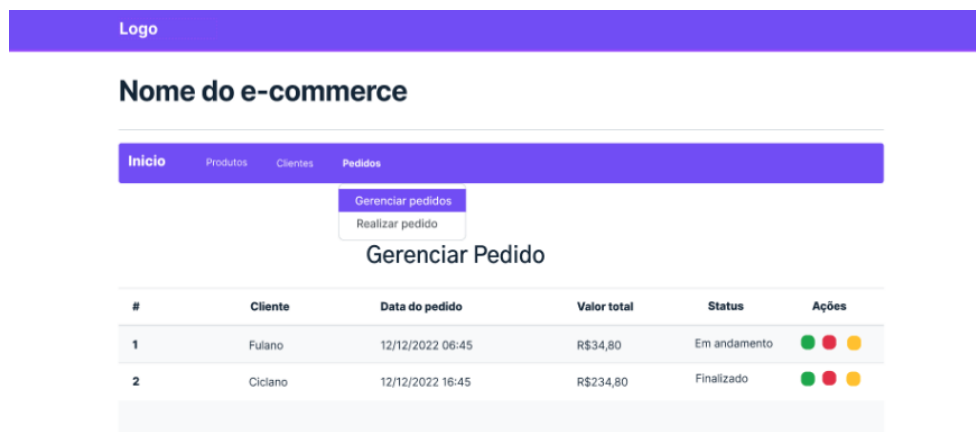 Logo
Nome do e-commerce
Inicio Produtos Clientes Pedidos
Gerenciar pedidos
Realizar pedido
Gerenciar Pedido
# Cliente Data do pedido Valor total Status Ações
1 Fulano 12/12/2022 06:45 R$34,80 Em andamento
2 Ciclano 12/12/2022 16:45 R$234,80 Finalizado